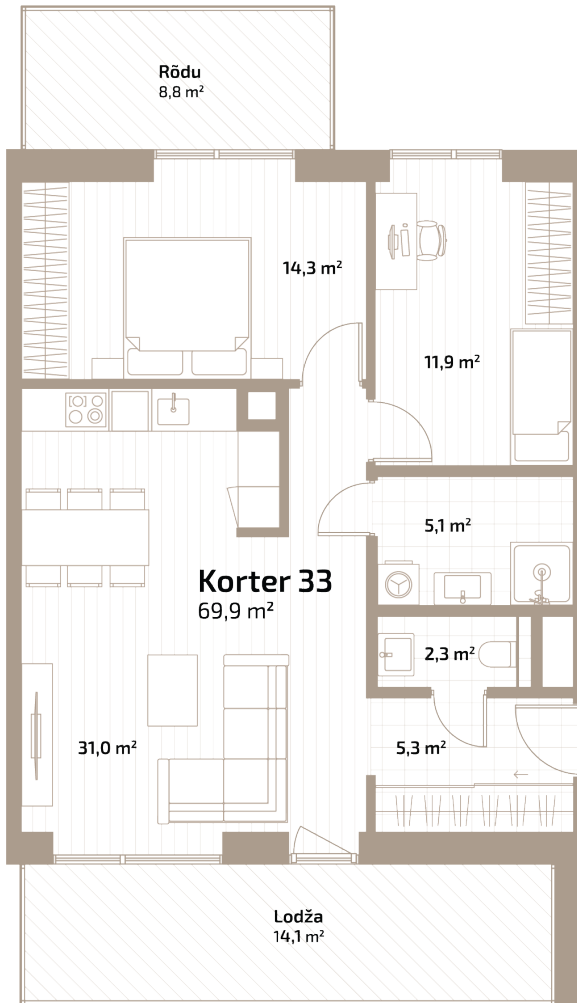 Rõdu
8,8 m²
14,3 m²
11,9 m²
5,1 m²
Korter 33
69,9 m²
2,3 m²
31,0 m²
5,3 m²
Lodža
14,1 m²